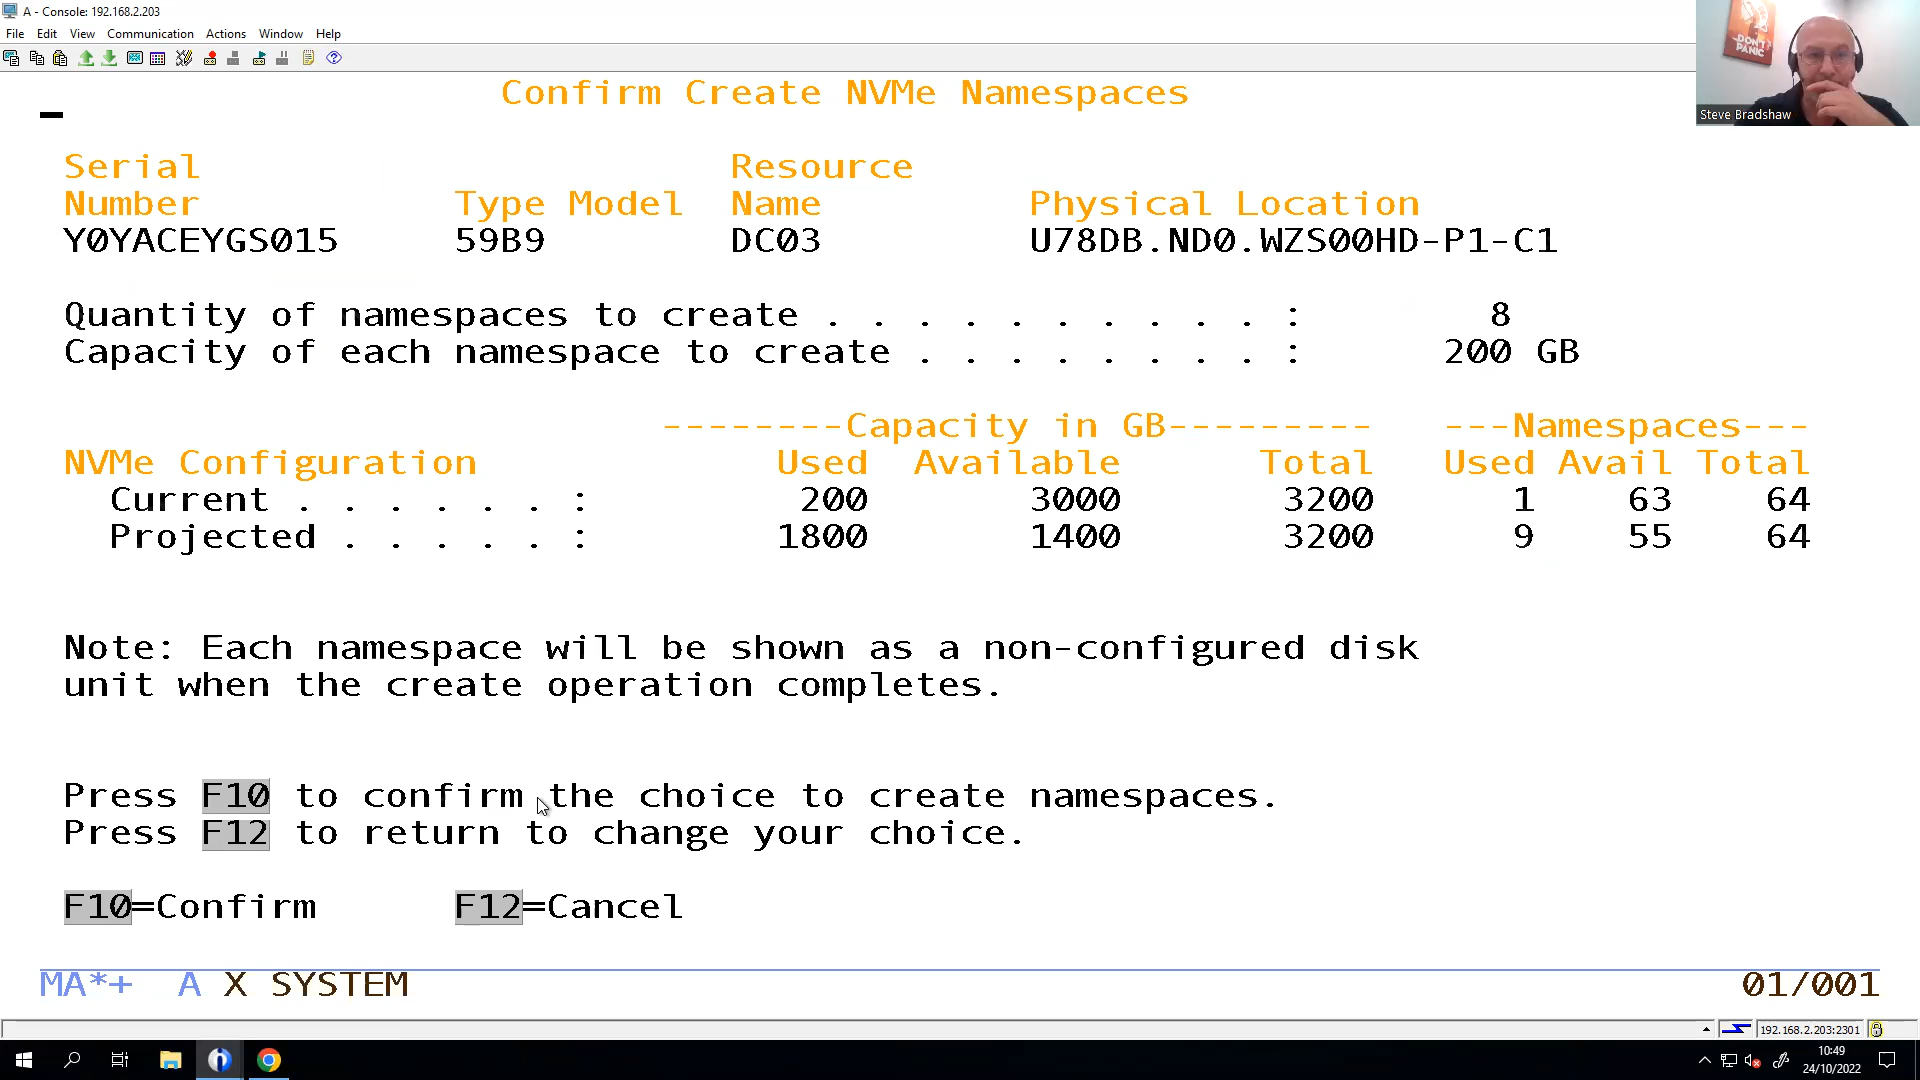 A - Console: 192.168.2.203
File Edit View Communication Actions Window Help
DON'T PANIC
Steve Bradshaw
Confirm Create NVMe Namespaces
Serial Resource
Number Type Model Name Physical Location
Y0YACEYGS015 59B9 DC03 U78DB.ND0.WZS00HD-P1-C1
Quantity of namespaces to create . . . . . . . . . . : 8
Capacity of each namespace to create . . . . . . . . : 200 GB
--------Capacity in GB--------- ---Namespaces---
NVMe Configuration Used Available Total Used Avail Total
Current . . . . . . : 200 3000 3200 1 63 64
Projected . . . . . : 1800 1400 3200 9 55 64
Note: Each namespace will be shown as a non-configured disk
unit when the create operation completes.
Press F10 to confirm the choice to create namespaces.
Press F12 to return to change your choice.
F10=Confirm F12=Cancel
MA*+ A X SYSTEM 01/001
192.168.2.203:2301
10:49
24/10/2022